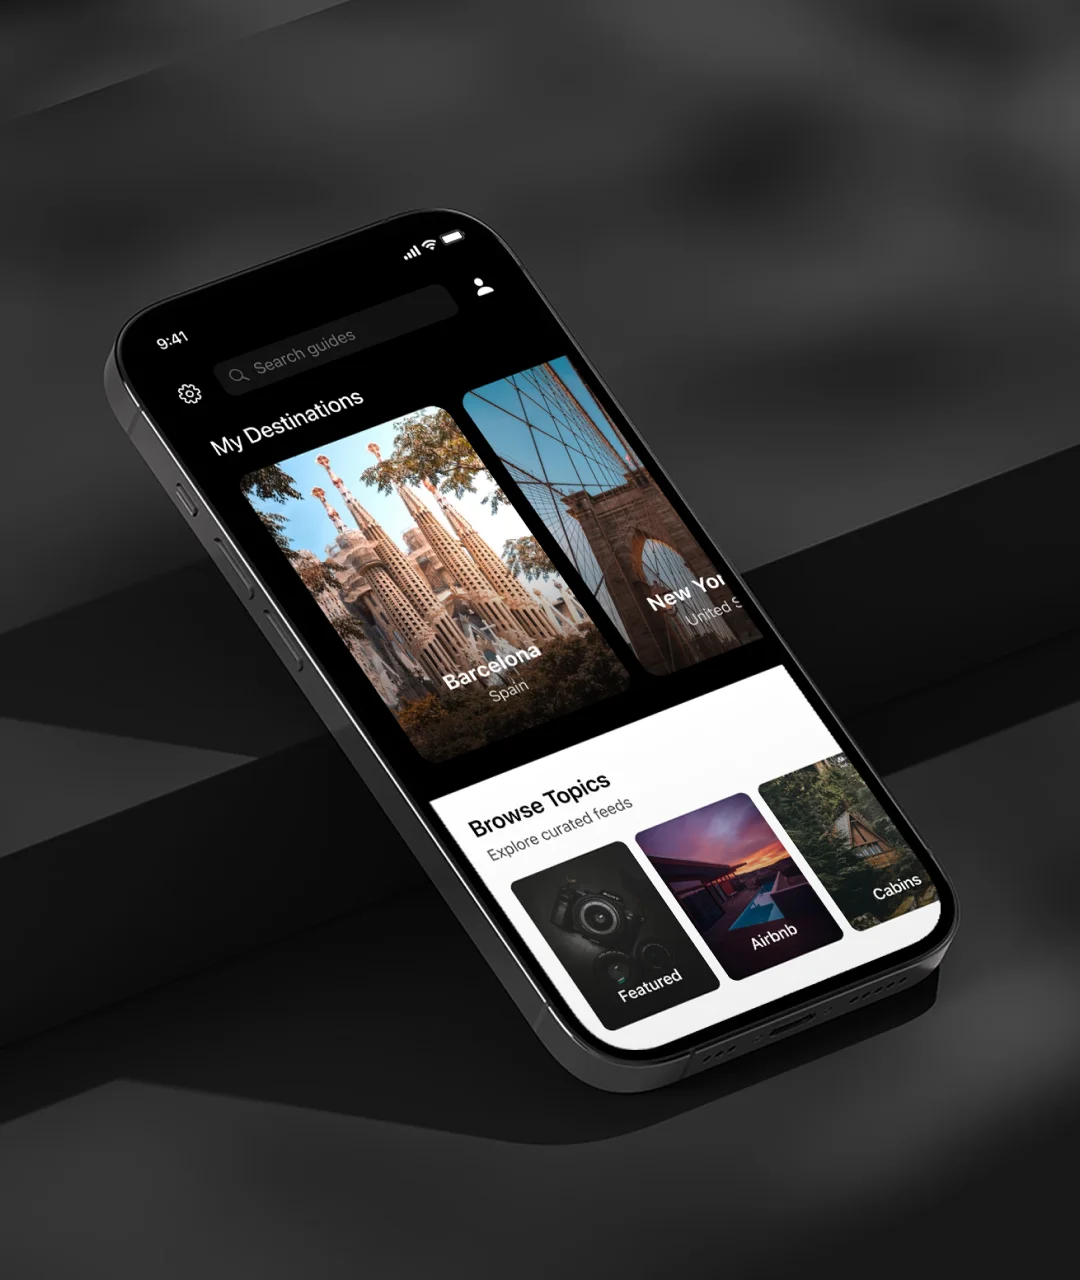 9:41
Search guides
My Destinations
Barcelona
Spain
New Yor
United S
Browse Topics
Explore curated feeds
Featured
Airbnb
Cabins